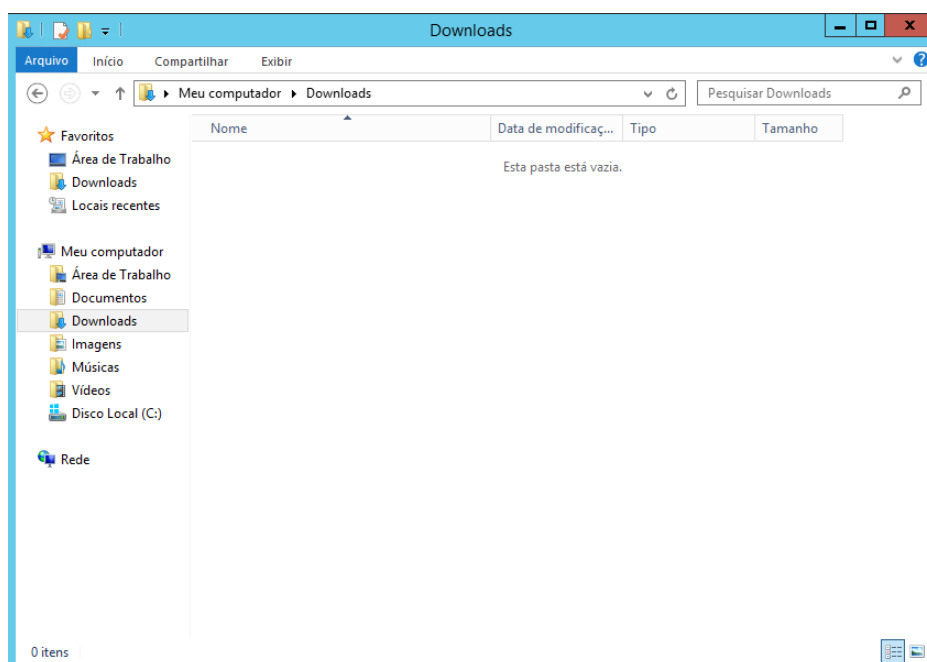 Downloads
Arquivo Início Compartilhar Exibir
Meu computador Downloads Pesquisar Downloads
Nome Data de modificaç... Tipo Tamanho
Esta pasta está vazia.
Favoritos
Área de Trabalho
Downloads
Locais recentes
Meu computador
Área de Trabalho
Documentos
Downloads
Imagens
Músicas
Vídeos
Disco Local (C:)
Rede
0 itens